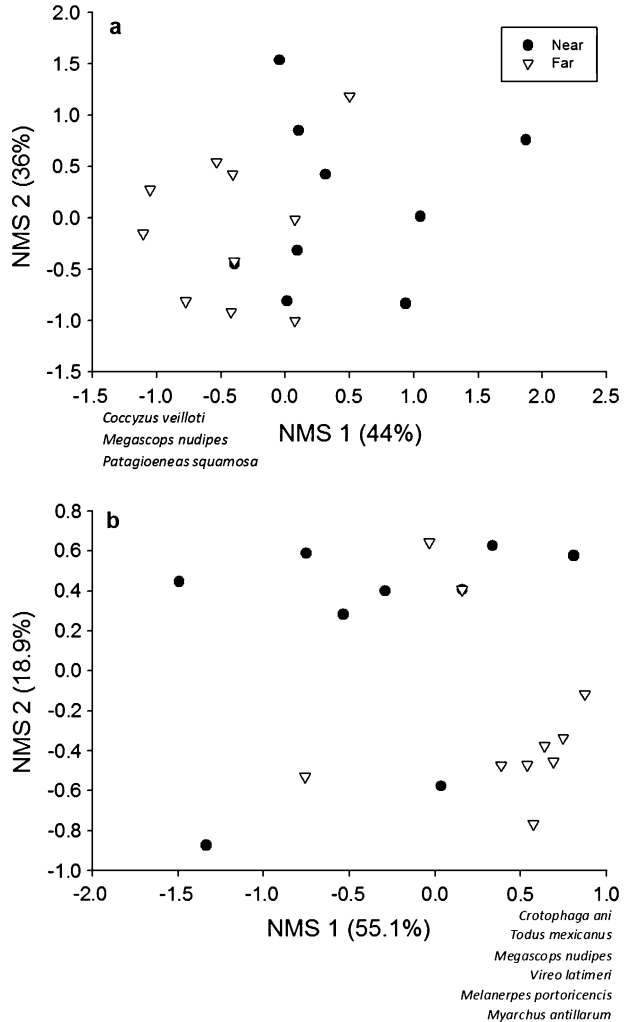 a
Near
Far
2.0
1.5
1.0
0.5
0.0
-0.5
-1.0
-1.5
NMS 2 (36%)
-1.5 -1.0 -0.5 0.0 0.5 1.0 1.5 2.0 2.5
NMS 1 (44%)
Coccyzus veilloti
Megascops nudipes
Patagioeneas squamosa
b
0.8
0.6
0.4
0.2
0.0
-0.2
-0.4
-0.6
-0.8
-1.0
NMS 2 (18.9%)
-2.0 -1.5 -1.0 -0.5 0.0 0.5 1.0
NMS 1 (55.1%)
Crotophaga ani
Todus mexicanus
Megascops nudipes
Vireo latimeri
Melanerpes portoricencis
Myarchus antillarum